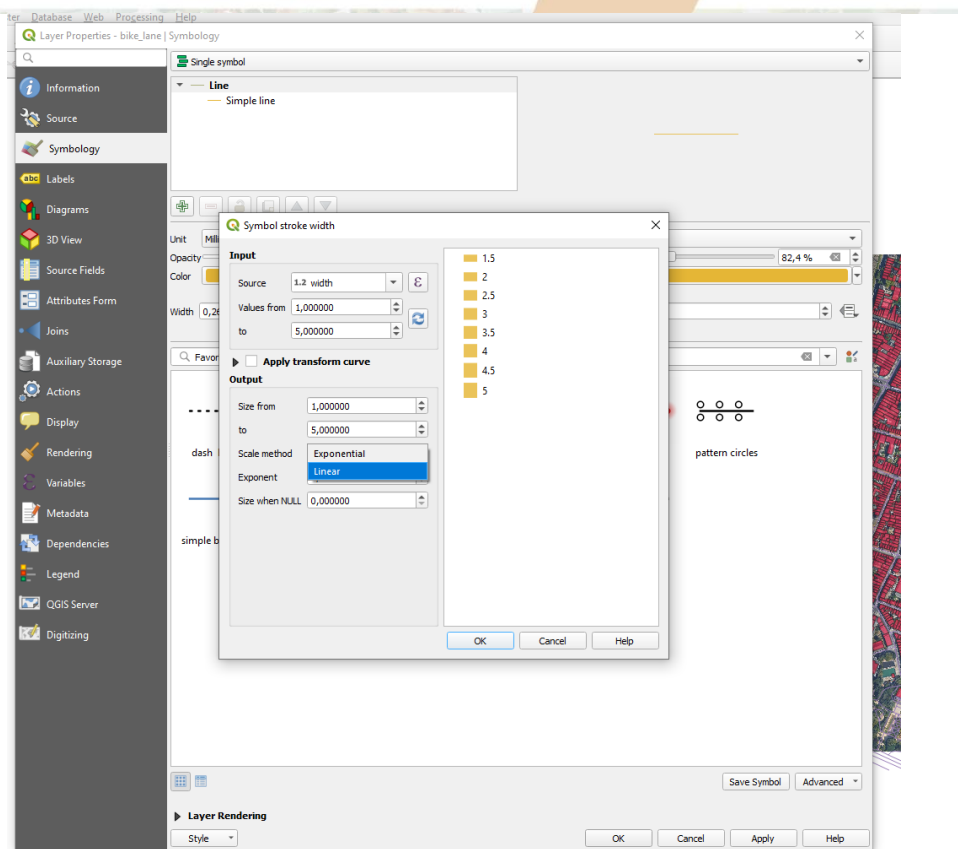 Database Web Processing Help
Layer Properties - bike_lane | Symbology
Single symbol
Information
Source
Symbology
Labels
Diagrams
3D View
Source Fields
Attributes Form
Joins
Auxiliary Storage
Actions
Display
Rendering
Variables
Metadata
Dependencies
Legend
QGIS Server
Digitizing
Line
Simple line
Unit
Opacity 82,4 %
Color
Width
Symbol stroke width
Input
Source 1.2 width ε
Values from 1,000000
to 5,000000
Apply transform curve
Output
Size from 1,000000
to 5,000000
Scale method Exponential
Linear
Exponent
Size when NULL 0,000000
1.5
2
2.5
3
3.5
4
4.5
5
OK Cancel Help
dash
pattern circles
simple
Save Symbol Advanced
Layer Rendering
Style OK Cancel Apply Help